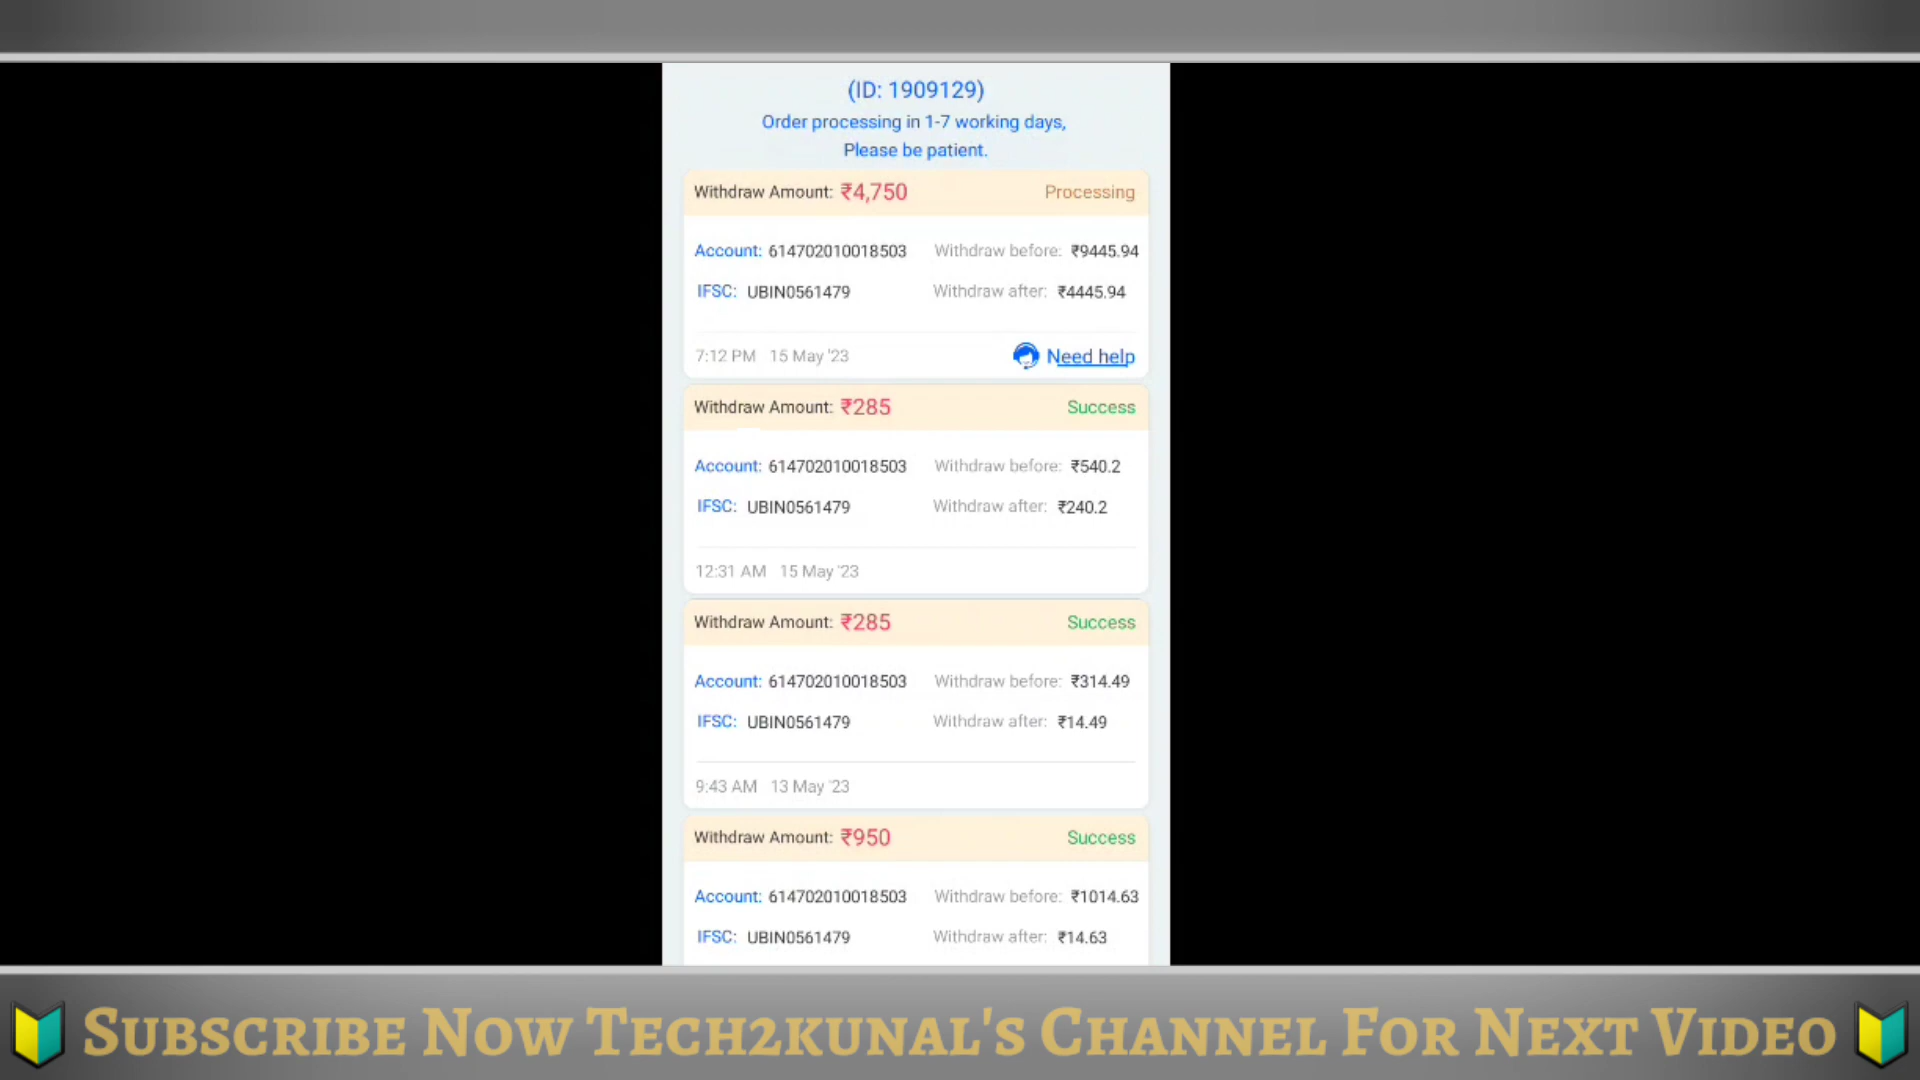 (ID: 1909129)
Order processing in 1-7 working days,
Please be patient.
Withdraw Amount: ₹4,750 Processing
Account: 614702010018503 Withdraw before: ₹9445.94
IFSC: UBIN0561479 Withdraw after: ₹4445.94
7:12 PM 15 May '23 Need help
Withdraw Amount: ₹285 Success
Account: 614702010018503 Withdraw before: ₹540.2
IFSC: UBIN0561479 Withdraw after: ₹240.2
12:31 AM 15 May '23
Withdraw Amount: ₹285 Success
Account: 614702010018503 Withdraw before: ₹314.49
IFSC: UBIN0561479 Withdraw after: ₹14.49
9:43 AM 13 May '23
Withdraw Amount: ₹950 Success
Account: 614702010018503 Withdraw before: ₹1014.63
IFSC: UBIN0561479 Withdraw after: ₹14.63
Subscribe Now Tech2kunal's Channel For Next Video